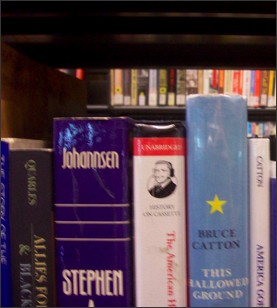 QUARLES
ALLIES FO
Johannsen
STEPHEN
A
UNABRIDGED
HISTORY
ON CASSETTE
The American H
BRUCE
CATTON
THIS
HALLOWED
GROUND
CATTON
AMERICA GO